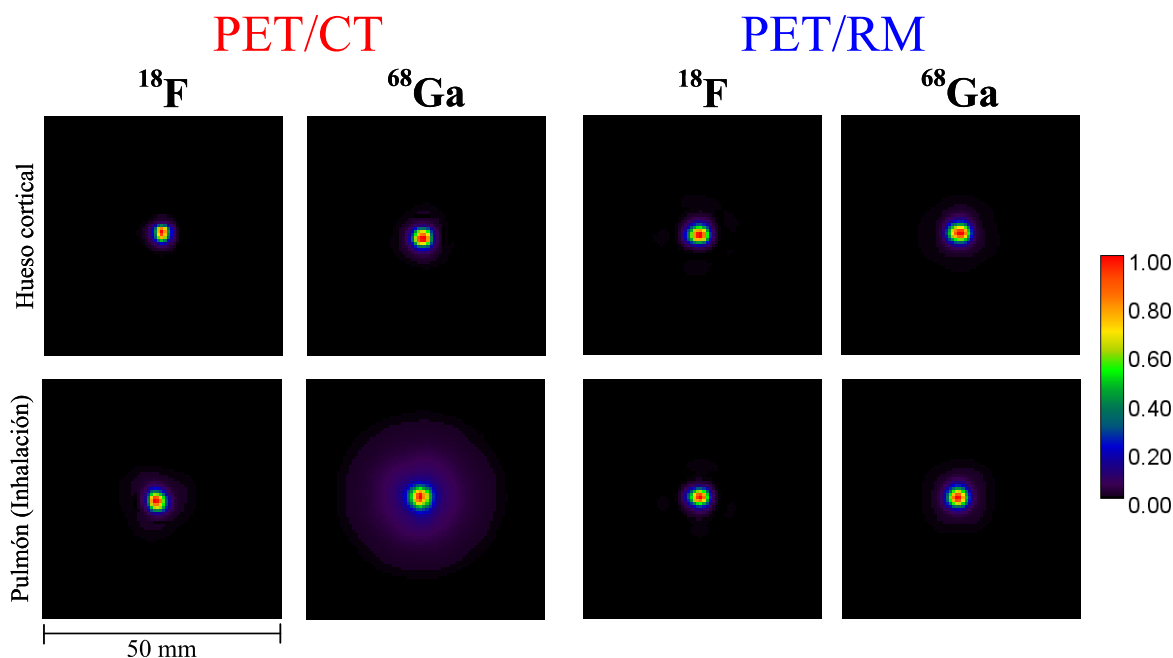 PET/CT PET/RM
¹⁸F ⁶⁸Ga ¹⁸F ⁶⁸Ga
Hueso cortical
Pulmón (Inhalación)
1.00
0.80
0.60
0.40
0.20
0.00
50 mm